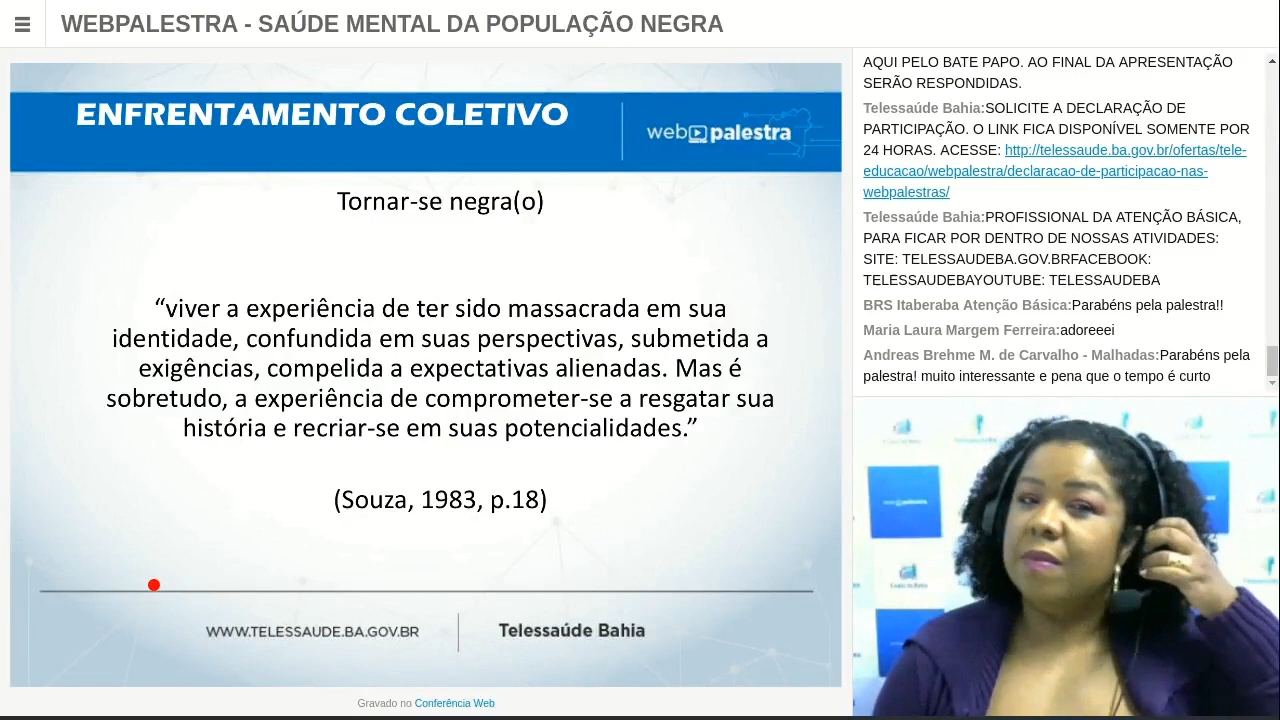 WEBPALESTRA - SAÚDE MENTAL DA POPULAÇÃO NEGRA
ENFRENTAMENTO COLETIVO
web palestra
Tornar-se negra(o)
“viver a experiência de ter sido massacrada em sua
identidade, confundida em suas perspectivas, submetida a
exigências, compelida a expectativas alienadas. Mas é
sobretudo, a experiência de comprometer-se a resgatar sua
história e recriar-se em suas potencialidades.”
(Souza, 1983, p.18)
WWW.TELESSAUDE.BA.GOV.BR
Telessaúde Bahia
Gravado no Conferência Web
AQUI PELO BATE PAPO. AO FINAL DA APRESENTAÇÃO
SERÃO RESPONDIDAS.
Telessaúde Bahia:SOLICITE A DECLARAÇÃO DE
PARTICIPAÇÃO. O LINK FICA DISPONÍVEL SOMENTE POR
24 HORAS. ACESSE: http://telessaude.ba.gov.br/ofertas/tele-
educacao/webpalestra/declaracao-de-participacao-nas-
webpalestras/
Telessaúde Bahia:PROFISSIONAL DA ATENÇÃO BÁSICA,
PARA FICAR POR DENTRO DE NOSSAS ATIVIDADES:
SITE: TELESSAUDEBA.GOV.BRFACEBOOK:
TELESSAUDEBAYOUTUBE: TELESSAUDEBA
BRS Itaberaba Atenção Básica:Parabéns pela palestra!!
Maria Laura Margem Ferreira:adoreeei
Andreas Brehme M. de Carvalho - Malhadas:Parabéns pela
palestra! muito interessante e pena que o tempo é curto